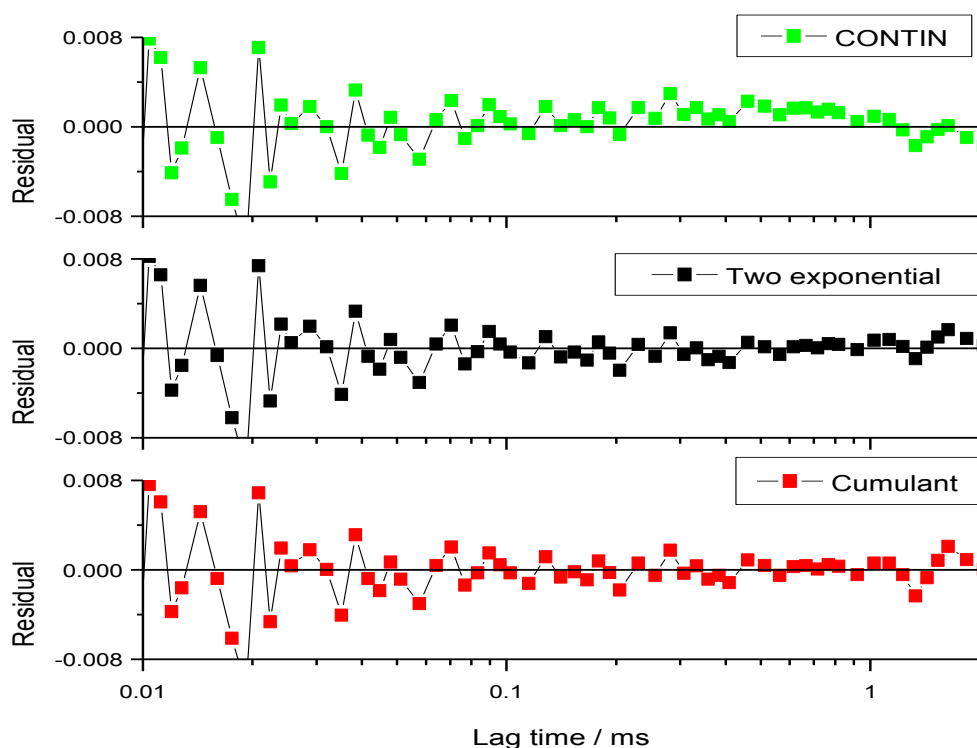 0.008
CONTIN
0.000
Residual
-0.008
0.008
Two exponential
0.000
Residual
-0.008
0.008
Cumulant
0.000
Residual
-0.008
0.01
0.1
1
Lag time / ms